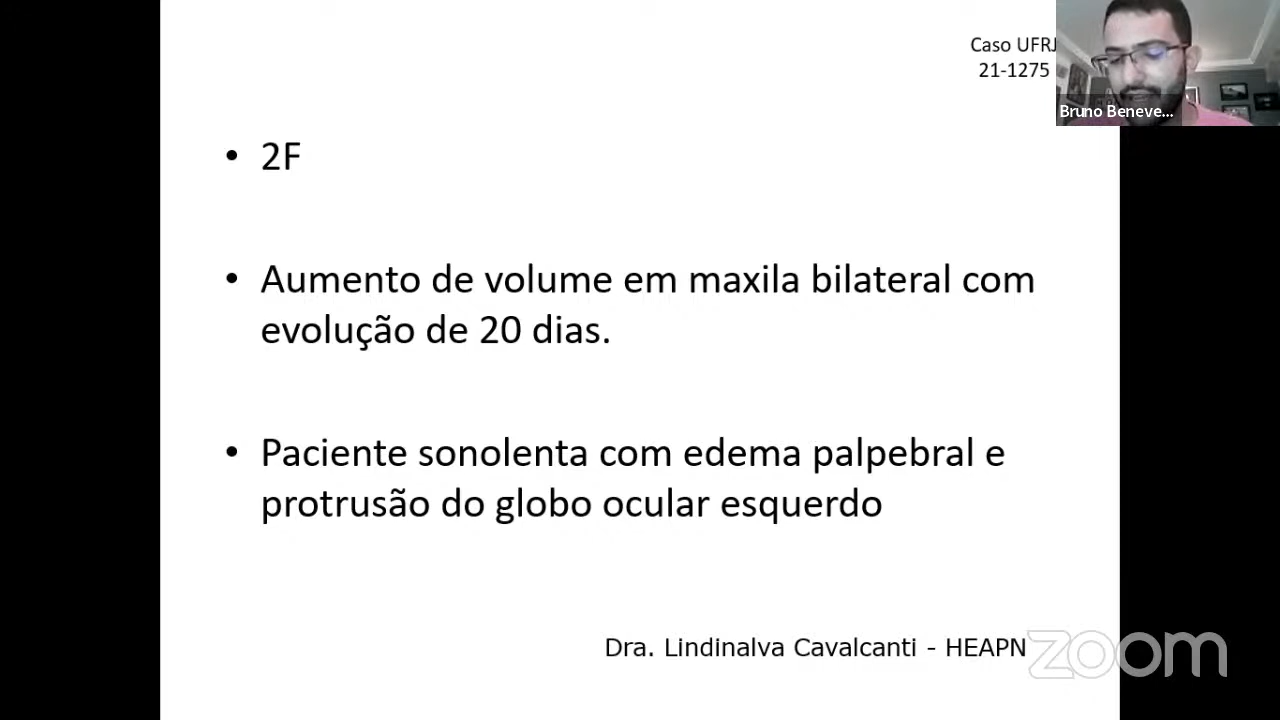 Caso UFRJ
21-1275
Bruno Beneve...
• 2F
• Aumento de volume em maxila bilateral com
evolução de 20 dias.
• Paciente sonolenta com edema palpebral e
protrusão do globo ocular esquerdo
Dra. Lindinalva Cavalcanti - HEAPN
zoom